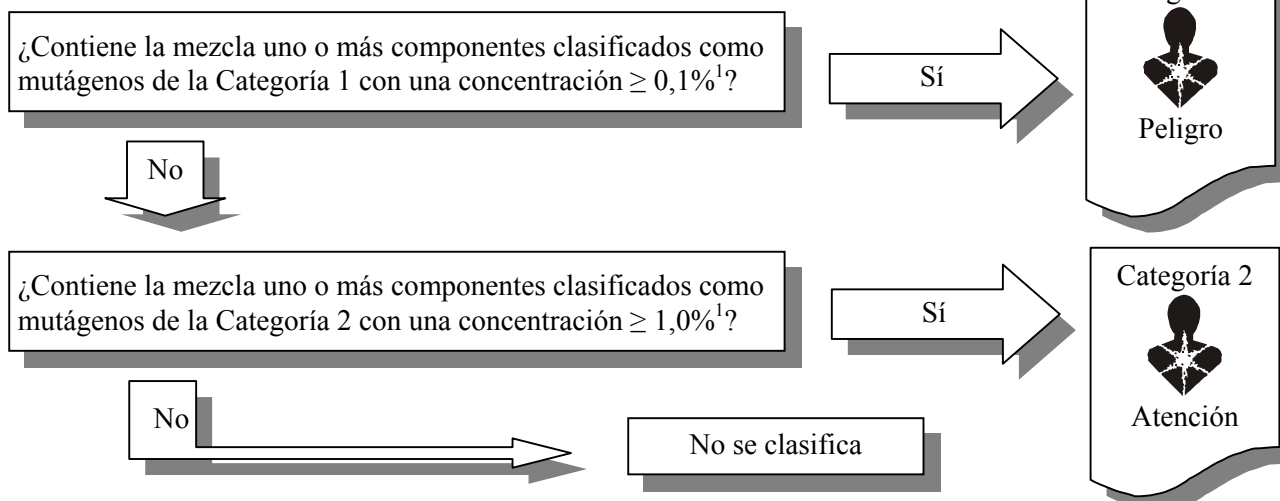 ¿Contiene la mezcla uno o más componentes clasificados como
mutágenos de la Categoría 1 con una concentración ≥ 0,1%¹?
Sí
Peligro
No
¿Contiene la mezcla uno o más componentes clasificados como
mutágenos de la Categoría 2 con una concentración ≥ 1,0%¹?
Sí
Categoría 2
Atención
No
No se clasifica